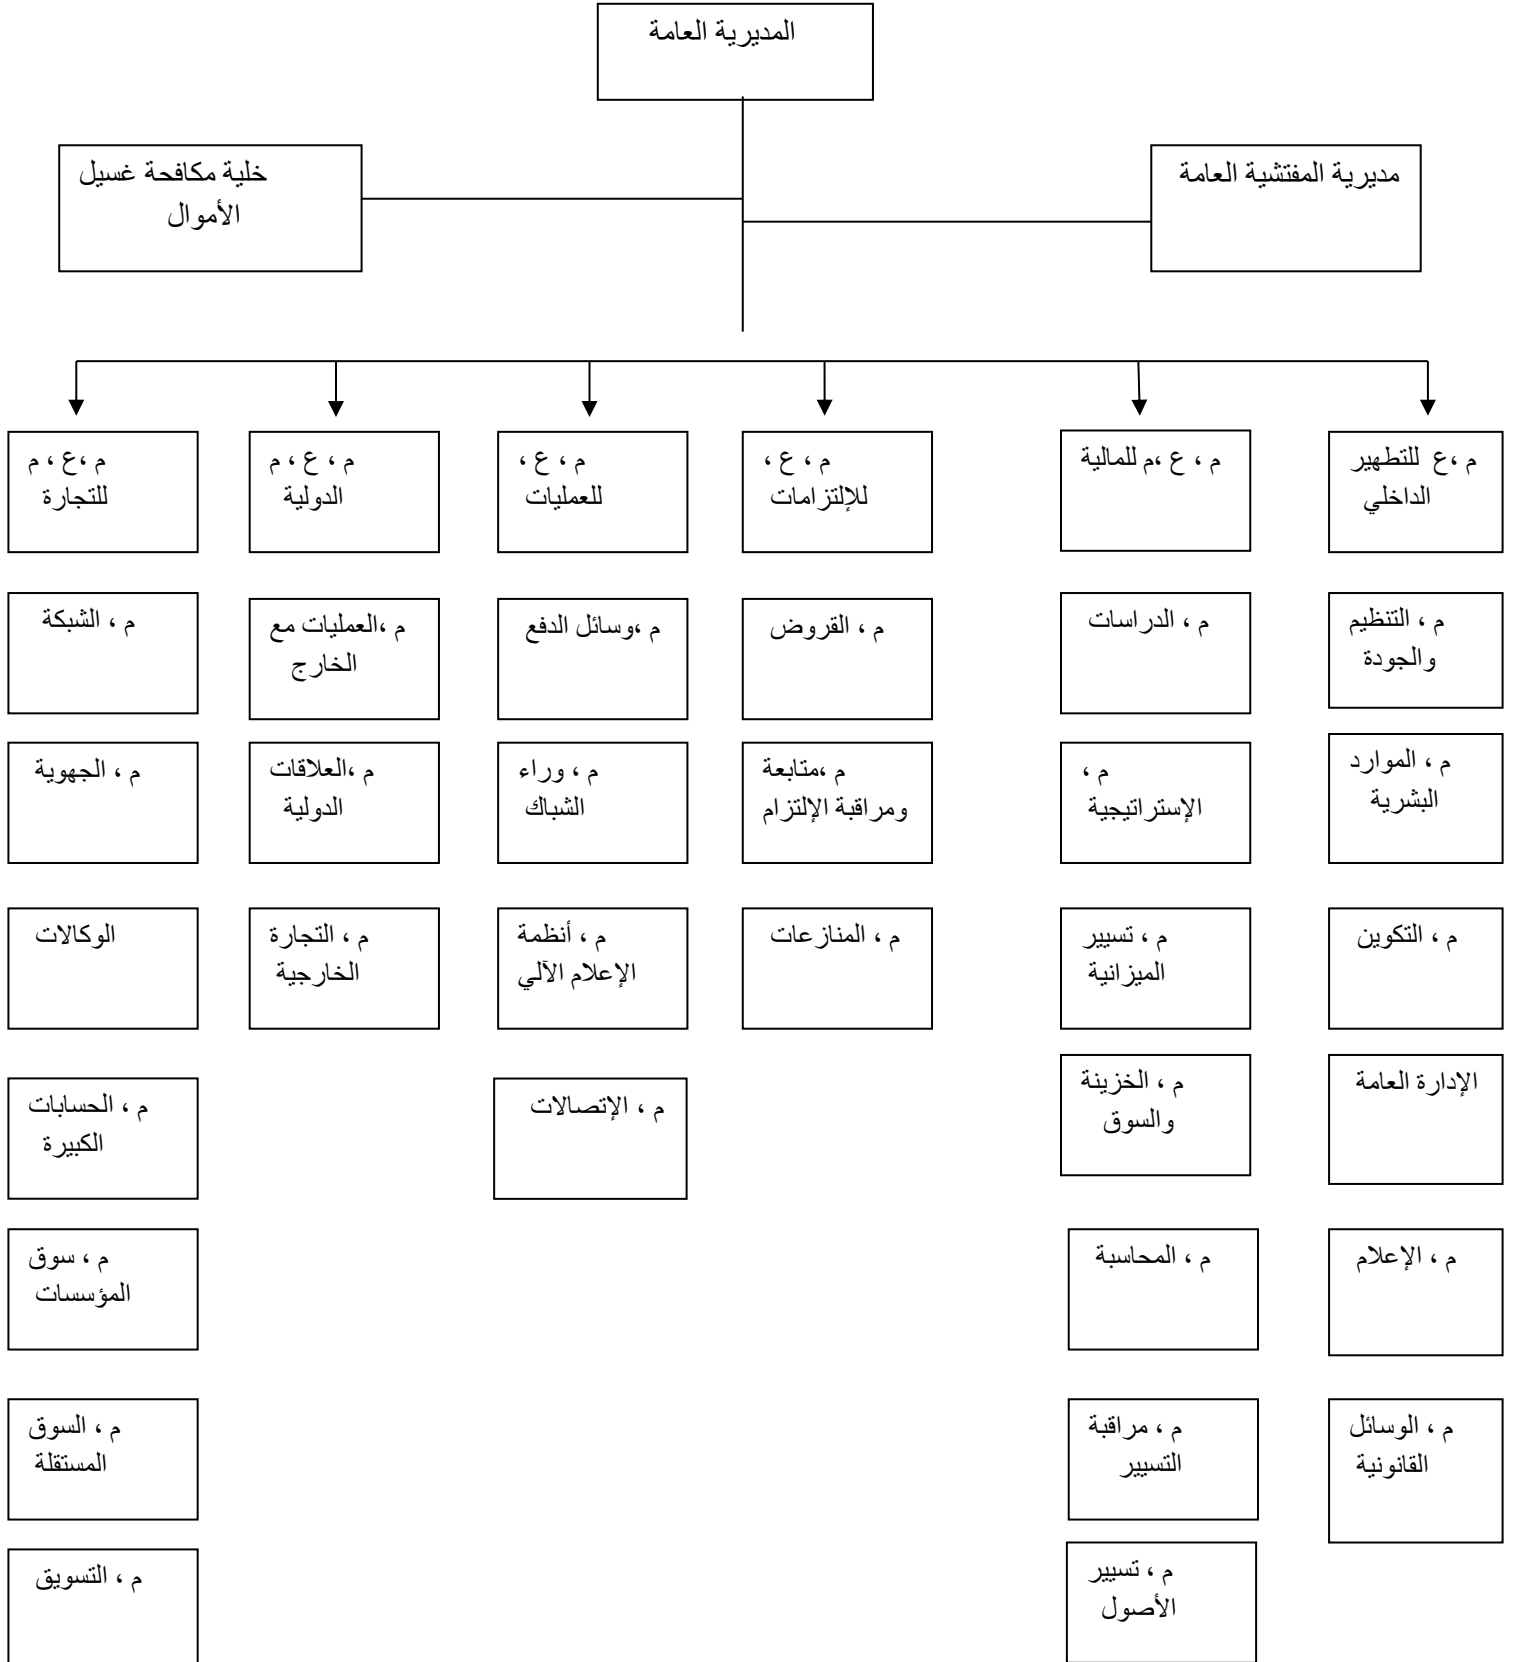 المديرية العامة
مديرية المفتشية العامة
خلية مكافحة غسيل
الأموال
م ،ع للتطهير
الداخلي
م ، التنظيم
والجودة
م ، الموارد
البشرية
م ، التكوين
الإدارة العامة
م ، الإعلام
م ، الوسائل
القانونية
م ، ع ،م للمالية
م ، الدراسات
م ،
الإستراتيجية
م ، تسيير
الميزانية
م ، الخزينة
والسوق
م ، المحاسبة
م ، مراقبة
التسيير
م ، تسيير
الأصول
م ، ع ،
للإلتزامات
م ، القروض
م ،متابعة
ومراقبة الإلتزام
م ، المنازعات
م ، ع ،
للعمليات
م ،وسائل الدفع
م ، وراء
الشباك
م ، أنظمة
الإعلام الآلي
م ، الإتصالات
م ، ع ، م
الدولية
م ،العمليات مع
الخارج
م ،العلاقات
الدولية
م ، التجارة
الخارجية
م ،ع ، م
للتجارة
م ، الشبكة
م ، الجهوية
الوكالات
م ، الحسابات
الكبيرة
م ، سوق
المؤسسات
م ، السوق
المستقلة
م ، التسويق